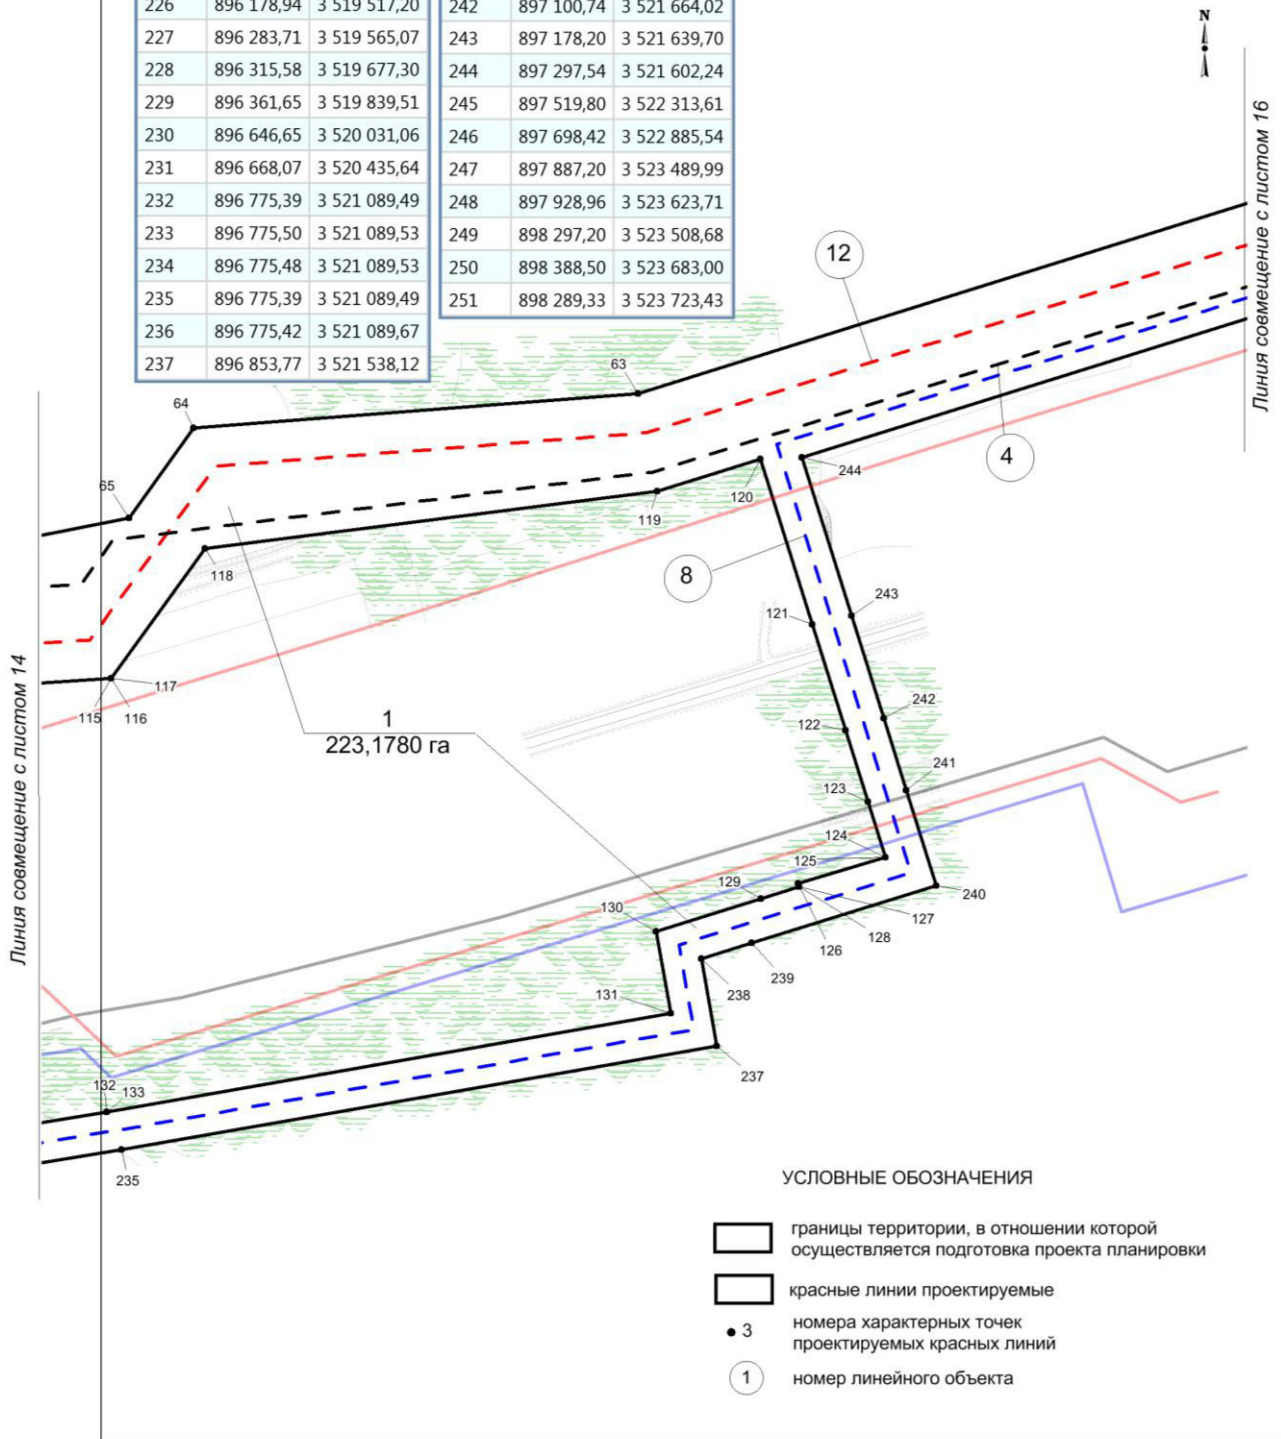 226 896 178,94 3 519 517,20
227 896 283,71 3 519 565,07
228 896 315,58 3 519 677,30
229 896 361,65 3 519 839,51
230 896 646,65 3 520 031,06
231 896 668,07 3 520 435,64
232 896 775,39 3 521 089,49
233 896 775,50 3 521 089,53
234 896 775,48 3 521 089,53
235 896 775,39 3 521 089,49
236 896 775,42 3 521 089,67
237 896 853,77 3 521 538,12
242 897 100,74 3 521 664,02
243 897 178,20 3 521 639,70
244 897 297,54 3 521 602,24
245 897 519,80 3 522 313,61
246 897 698,42 3 522 885,54
247 897 887,20 3 523 489,99
248 897 928,96 3 523 623,71
249 898 297,20 3 523 508,68
250 898 388,50 3 523 683,00
251 898 289,33 3 523 723,43
N
Линия совмещение с листом 16
12
63
64
4
244
65
120
119
8
118
243
121
Линия совмещение с листом 14
117
115
116
242
1
223,1780 га
122
241
123
124
125
129
240
130
127
128
126
239
238
131
237
132
133
235
УСЛОВНЫЕ ОБОЗНАЧЕНИЯ
границы территории, в отношении которой
осуществляется подготовка проекта планировки
красные линии проектируемые
3
номера характерных точек
проектируемых красных линий
1
номер линейного объекта